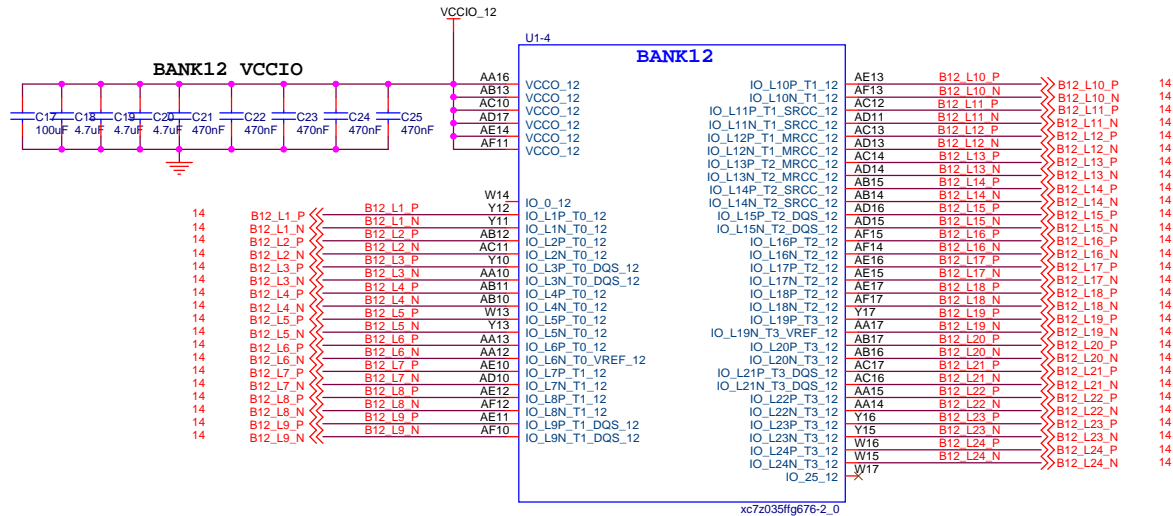 VCCIO_12
U1-4
BANK12
BANK12 VCCIO
C17 C18 C19 C20 C21 C22 C23 C24 C25
100uF 4.7uF 4.7uF 4.7uF 470nF 470nF 470nF 470nF 470nF
AA16 VCCO_12
AB13 VCCO_12
AC10 VCCO_12
AD17 VCCO_12
AE14 VCCO_12
AF11 VCCO_12
W14 IO_0_12
14 B12_L1_P B12_L1_P Y12 IO_L1P_T0_12
14 B12_L1_N B12_L1_N Y11 IO_L1N_T0_12
14 B12_L2_P B12_L2_P AB12 IO_L2P_T0_12
14 B12_L2_N B12_L2_N AC11 IO_L2N_T0_12
14 B12_L3_P B12_L3_P Y10 IO_L3P_T0_DQS_12
14 B12_L3_N B12_L3_N AA10 IO_L3N_T0_DQS_12
14 B12_L4_P B12_L4_P AB11 IO_L4P_T0_12
14 B12_L4_N B12_L4_N AB10 IO_L4N_T0_12
14 B12_L5_P B12_L5_P W13 IO_L5P_T0_12
14 B12_L5_N B12_L5_N Y13 IO_L5N_T0_12
14 B12_L6_P B12_L6_P AA13 IO_L6P_T0_12
14 B12_L6_N B12_L6_N AA12 IO_L6N_T0_VREF_12
14 B12_L7_P B12_L7_P AE10 IO_L7P_T1_12
14 B12_L7_N B12_L7_N AD10 IO_L7N_T1_12
14 B12_L8_P B12_L8_P AE12 IO_L8P_T1_12
14 B12_L8_N B12_L8_N AF12 IO_L8N_T1_12
14 B12_L9_P B12_L9_P AE11 IO_L9P_T1_DQS_12
14 B12_L9_N B12_L9_N AF10 IO_L9N_T1_DQS_12
IO_L10P_T1_12 AE13 B12_L10_P B12_L10_P 14
IO_L10N_T1_12 AF13 B12_L10_N B12_L10_N 14
IO_L11P_T1_SRCC_12 AC12 B12_L11_P B12_L11_P 14
IO_L11N_T1_SRCC_12 AD11 B12_L11_N B12_L11_N 14
IO_L12P_T1_MRCC_12 AC13 B12_L12_P B12_L12_P 14
IO_L12N_T1_MRCC_12 AD13 B12_L12_N B12_L12_N 14
IO_L13P_T2_MRCC_12 AC14 B12_L13_P B12_L13_P 14
IO_L13N_T2_MRCC_12 AD14 B12_L13_N B12_L13_N 14
IO_L14P_T2_SRCC_12 AB15 B12_L14_P B12_L14_P 14
IO_L14N_T2_SRCC_12 AB14 B12_L14_N B12_L14_N 14
IO_L15P_T2_DQS_12 AD16 B12_L15_P B12_L15_P 14
IO_L15N_T2_DQS_12 AD15 B12_L15_N B12_L15_N 14
IO_L16P_T2_12 AF15 B12_L16_P B12_L16_P 14
IO_L16N_T2_12 AF14 B12_L16_N B12_L16_N 14
IO_L17P_T2_12 AE16 B12_L17_P B12_L17_P 14
IO_L17N_T2_12 AE15 B12_L17_N B12_L17_N 14
IO_L18P_T2_12 AE17 B12_L18_P B12_L18_P 14
IO_L18N_T2_12 AF17 B12_L18_N B12_L18_N 14
IO_L19P_T3_12 Y17 B12_L19_P B12_L19_P 14
IO_L19N_T3_VREF_12 AA17 B12_L19_N B12_L19_N 14
IO_L20P_T3_12 AB17 B12_L20_P B12_L20_P 14
IO_L20N_T3_12 AB16 B12_L20_N B12_L20_N 14
IO_L21P_T3_DQS_12 AC17 B12_L21_P B12_L21_P 14
IO_L21N_T3_DQS_12 AC16 B12_L21_N B12_L21_N 14
IO_L22P_T3_12 AA15 B12_L22_P B12_L22_P 14
IO_L22N_T3_12 AA14 B12_L22_N B12_L22_N 14
IO_L23P_T3_12 Y16 B12_L23_P B12_L23_P 14
IO_L23N_T3_12 Y15 B12_L23_N B12_L23_N 14
IO_L24P_T3_12 W16 B12_L24_P B12_L24_P 14
IO_L24N_T3_12 W15 B12_L24_N B12_L24_N 14
IO_25_12 W17
xc7z035ffg676-2_0